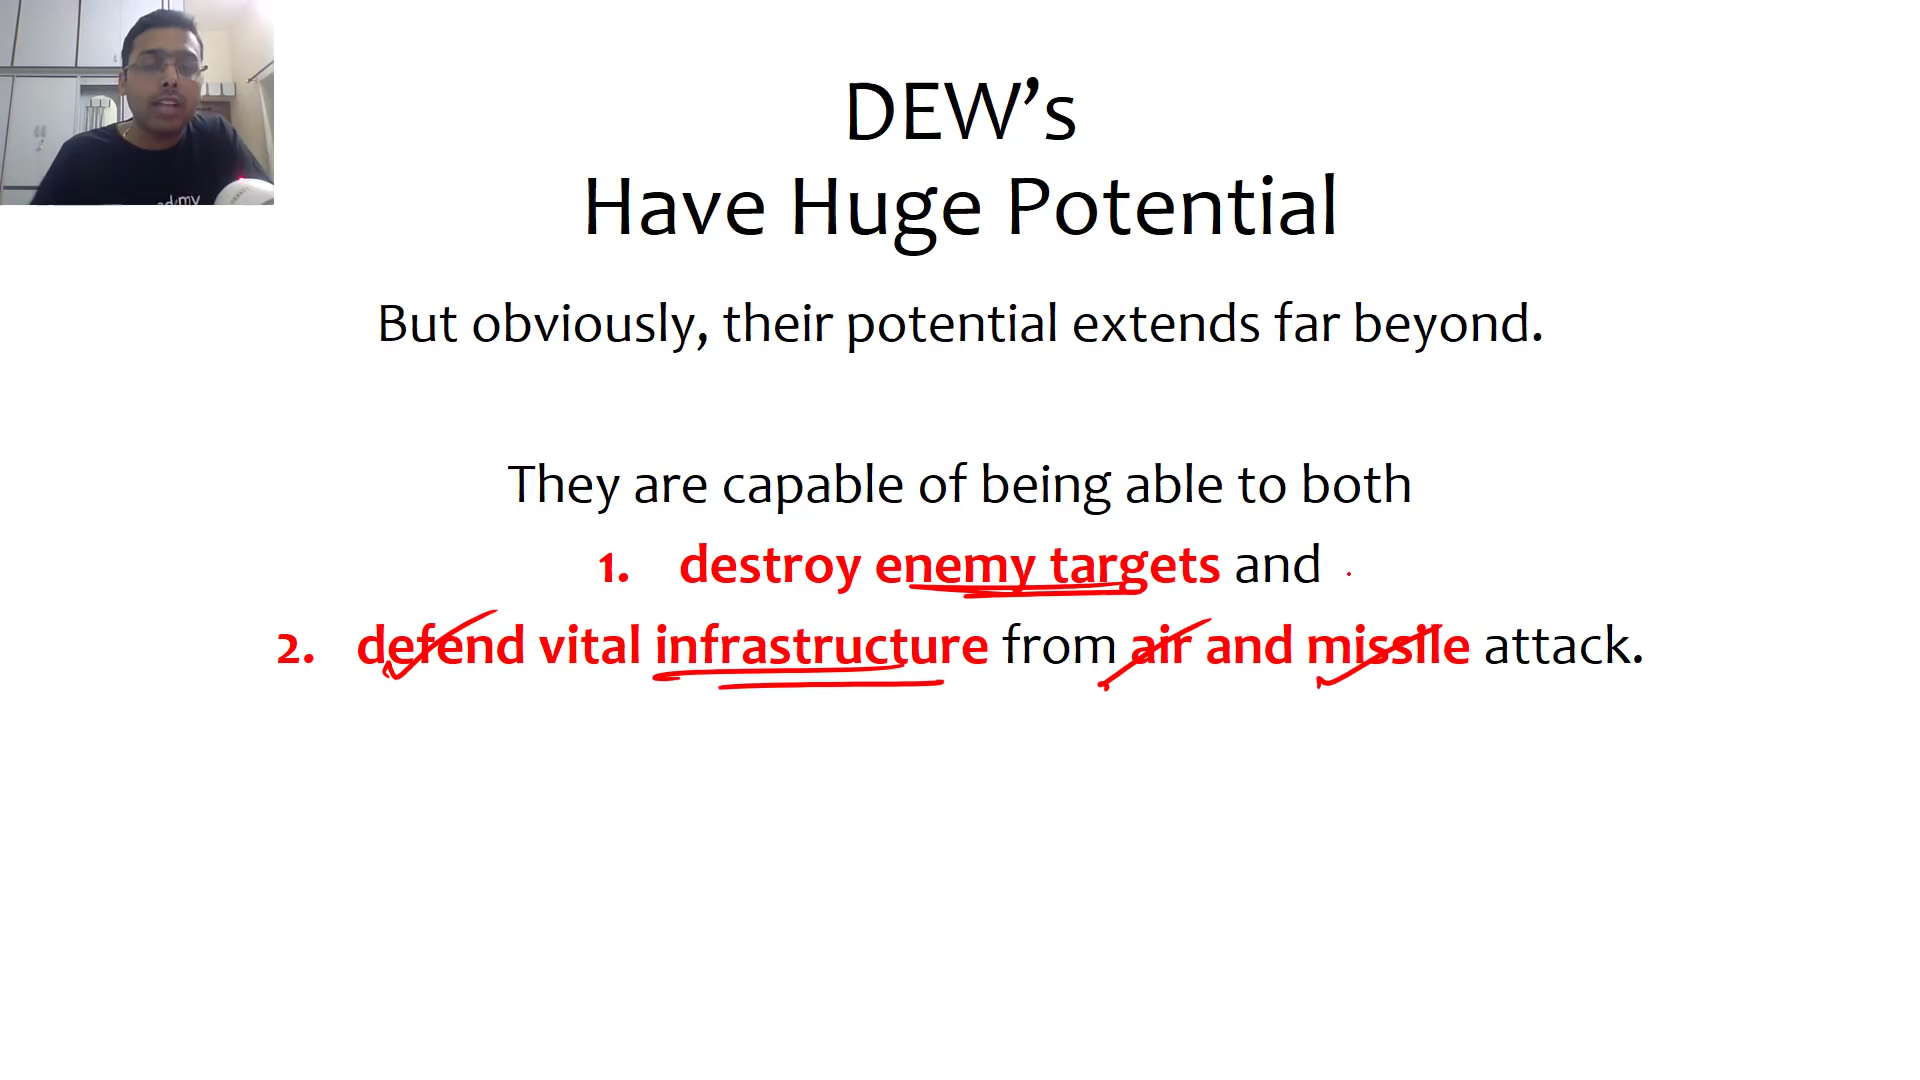 DEW’s
Have Huge Potential
But obviously, their potential extends far beyond.
They are capable of being able to both
1. destroy enemy targets and
2. defend vital infrastructure from air and missile attack.